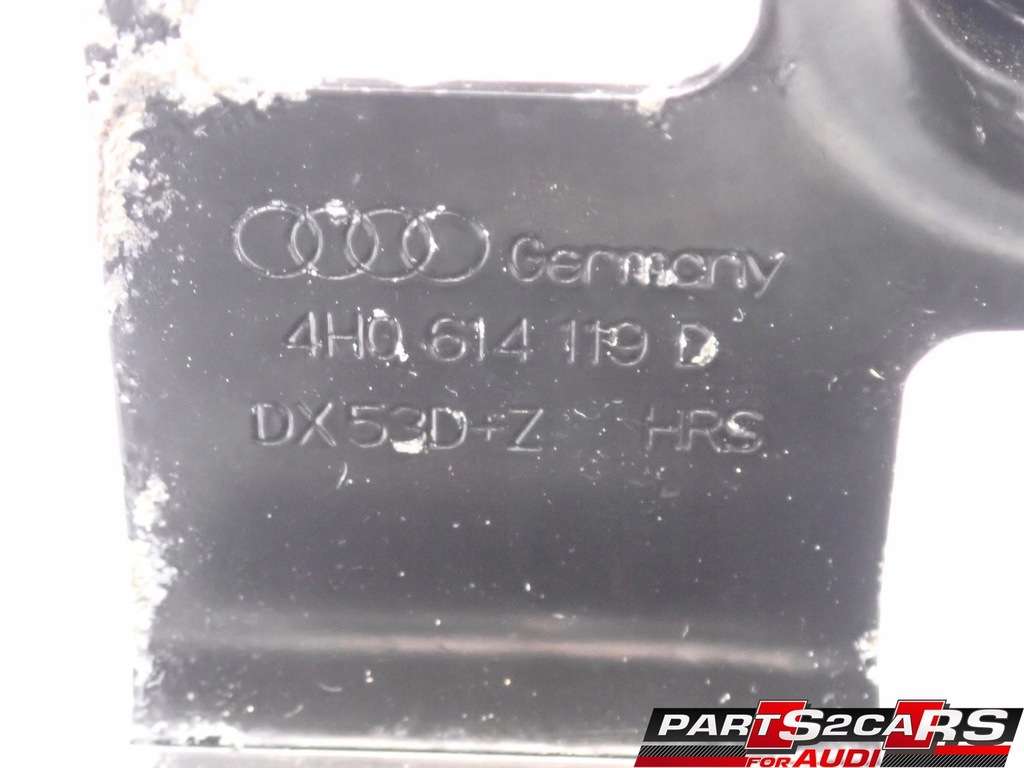 Germany
4H0 614 119 D
DX53D+Z HRS
PARTS2CARS
FOR AUDI